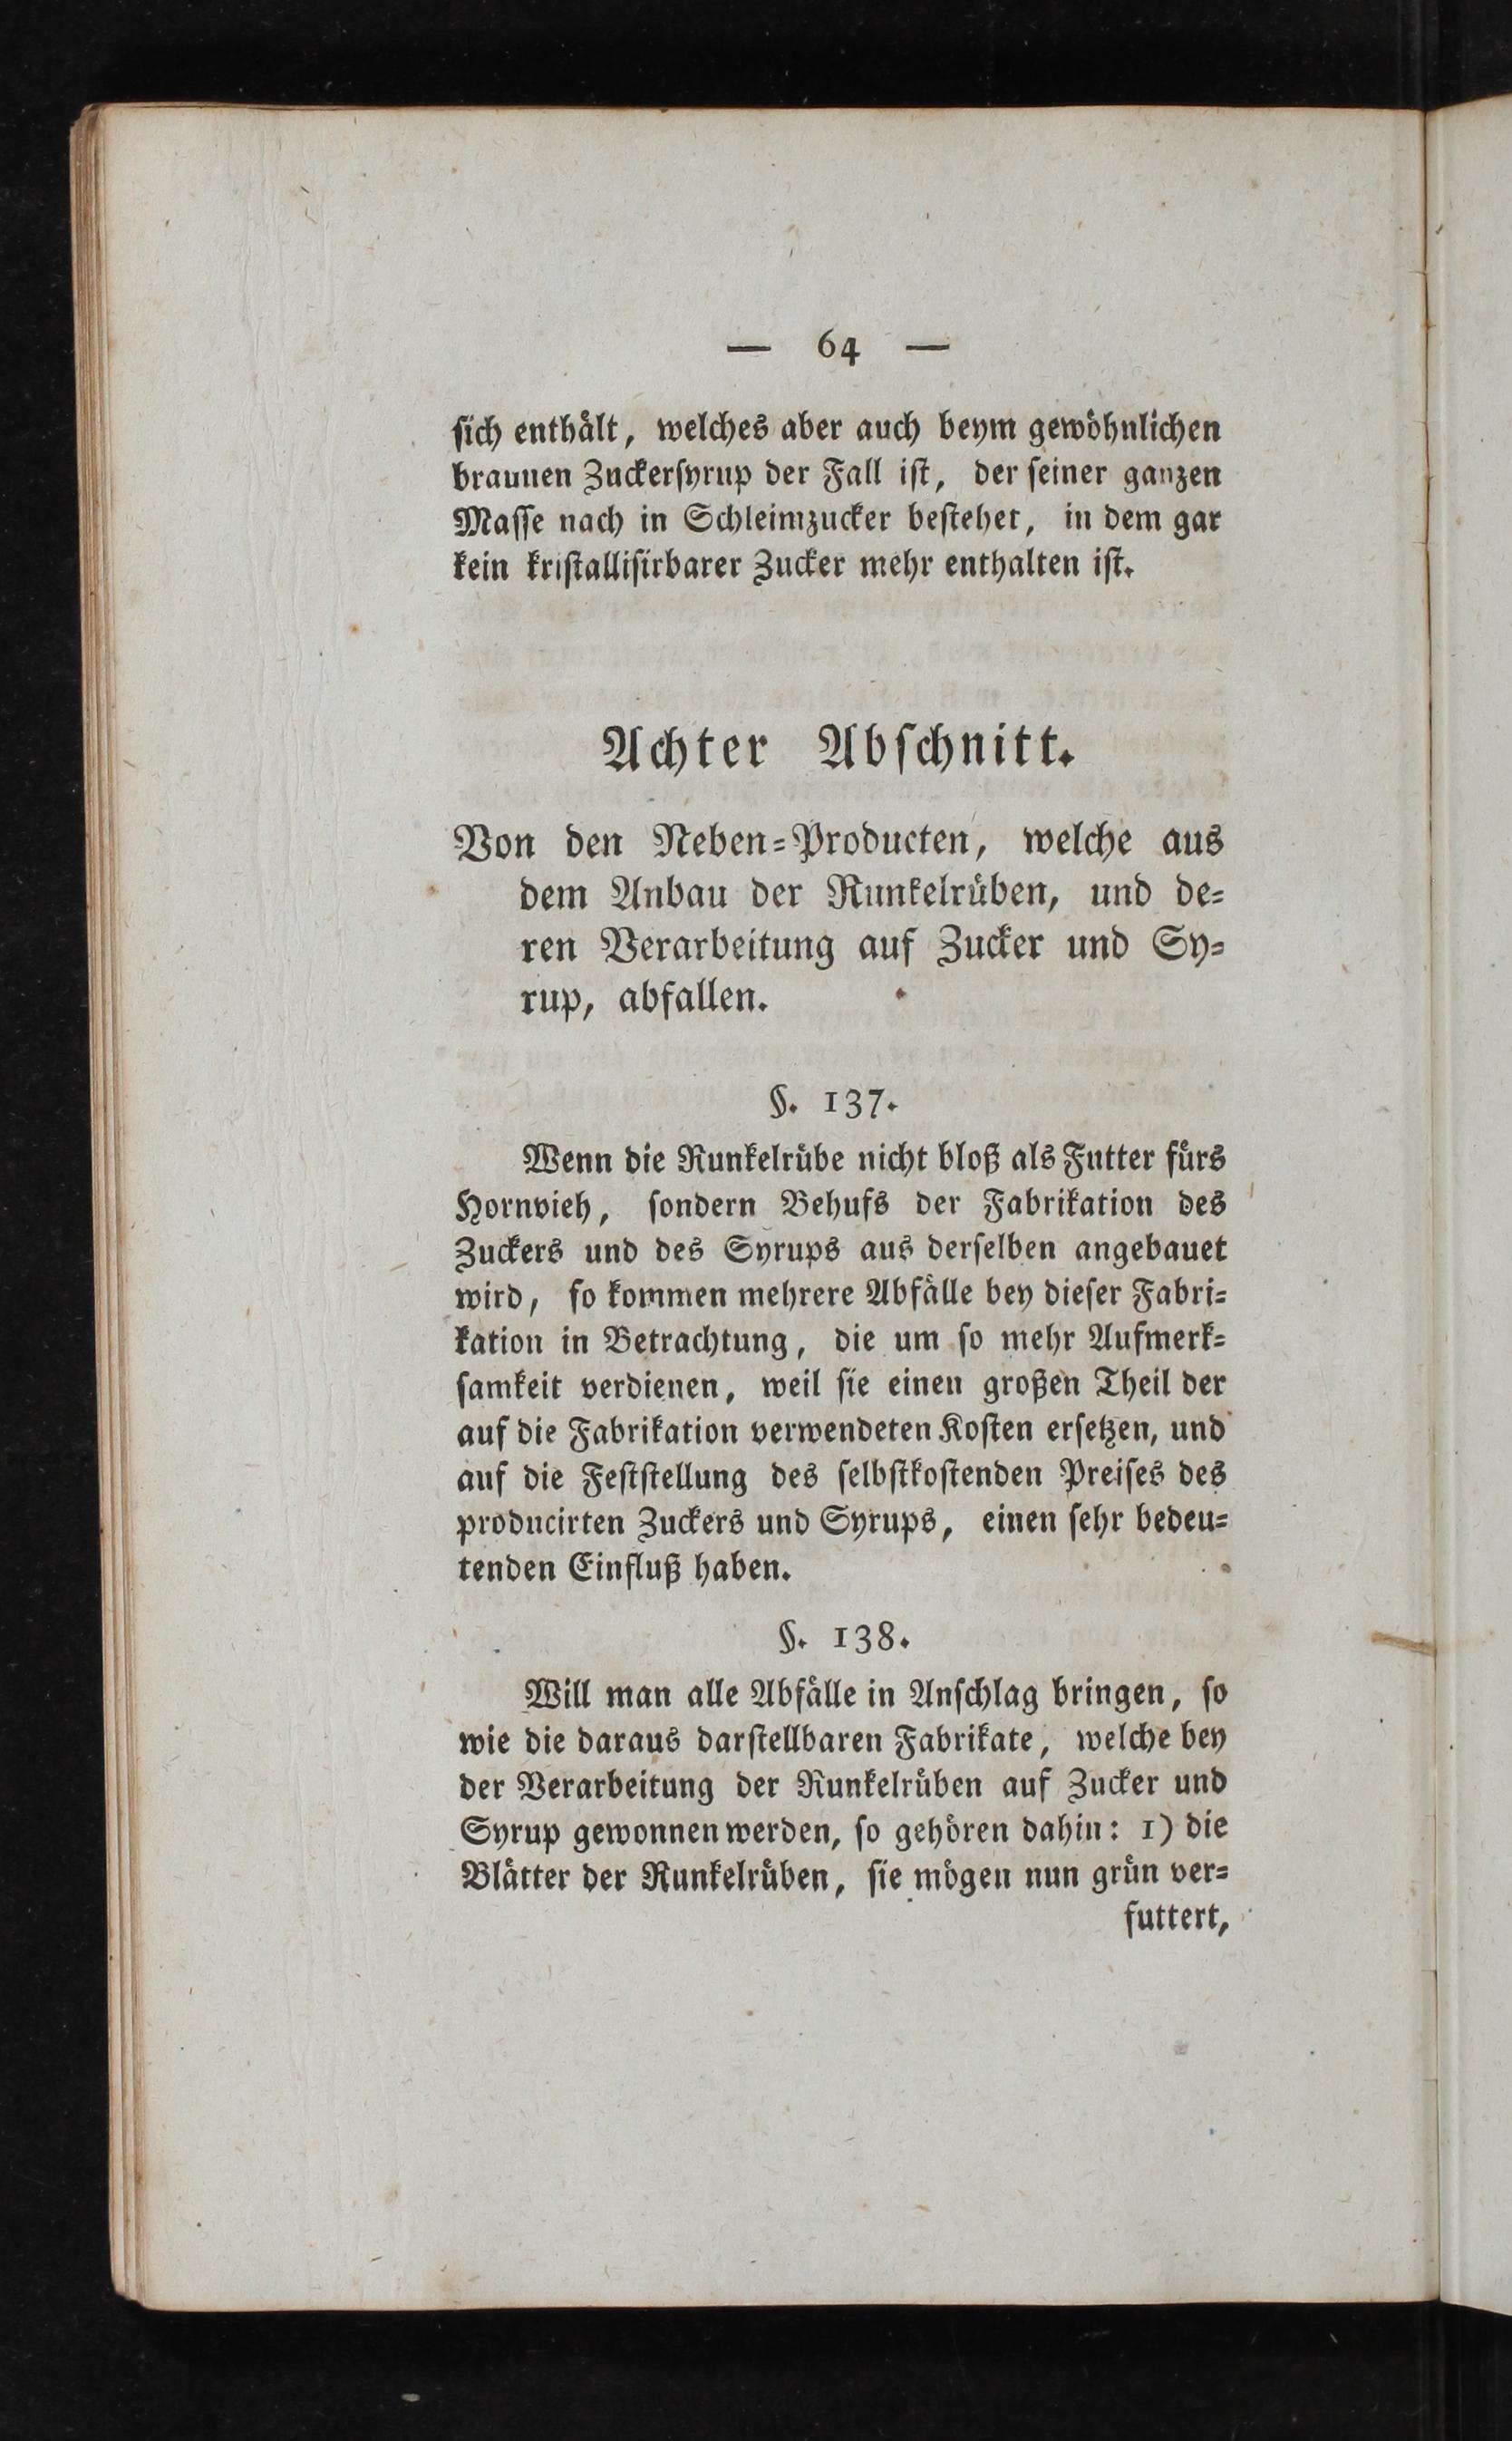 — 64 —
sich enthält, welches aber auch beym gewöhnlichen
braunen Zuckersyrup der Fall ist, der seiner ganzen
Masse nach in Schleimzucker bestehet, in dem gar
kein kristallisirbarer Zucker mehr enthalten ist.
Achter Abschnitt.
Von den Neben-Producten, welche aus
dem Anbau der Runkelrüben, und de-
ren Verarbeitung auf Zucker und Sy-
rup, abfallen.
§. 137.
Wenn die Runkelrübe nicht bloß als Futter fürs
Hornvieh, sondern Behufs der Fabrikation des
Zuckers und des Syrups aus derselben angebauet
wird, so kommen mehrere Abfälle bey dieser Fabri-
kation in Betrachtung, die um so mehr Aufmerk-
samkeit verdienen, weil sie einen großen Theil der
auf die Fabrikation verwendeten Kosten ersetzen, und
auf die Feststellung des selbstkostenden Preises des
producirten Zuckers und Syrups, einen sehr bedeu-
tenden Einfluß haben.
§. 138.
Will man alle Abfälle in Anschlag bringen, so
wie die daraus darstellbaren Fabrikate, welche bey
der Verarbeitung der Runkelrüben auf Zucker und
Syrup gewonnen werden, so gehören dahin: 1) die
Blätter der Runkelrüben, sie mögen nun grün ver-
futtert,